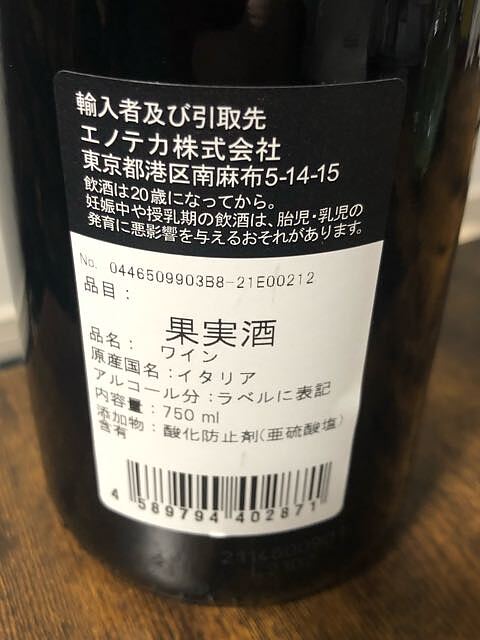 輸入者及び引取先
エノテカ株式会社
東京都港区南麻布5-14-15
飲酒は20歳になってから。
妊娠中や授乳期の飲酒は、胎児・乳児の
発育に悪影響を与えるおそれがあります。
No. 0446509903B8-21E00212
品目：
果実酒
品名： ワイン
原産国名：イタリア
アルコール分：ラベルに表記
内容量：750 ml
添加物：酸化防止剤(亜硫酸塩)
含有
4 589794 402871